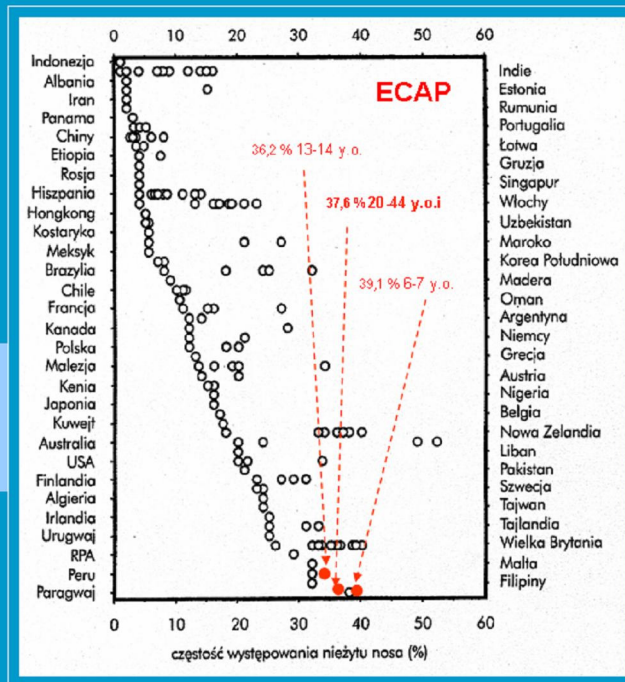 0 10 20 30 40 50 60
Indonezja
Albania
Iran
Panama
Chiny
Etiopia
Rosja
Hiszpania
Hongkong
Kostaryka
Meksyk
Brazylia
Chile
Francja
Kanada
Polska
Malezja
Kenia
Japonia
Kuwejt
Australia
USA
Finlandia
Algieria
Irlandia
Urugwaj
RPA
Peru
Paragwaj
ECAP
36,2 % 13-14 y.o.
37,6 % 20-44 y.o.i
39,1 % 6-7 y.o.
Indie
Estonia
Rumunia
Portugalia
Łotwa
Gruzja
Singapur
Włochy
Uzbekistan
Maroko
Korea Południowa
Madera
Oman
Argentyna
Niemcy
Grecja
Austria
Nigeria
Belgia
Nowa Zelandia
Liban
Pakistan
Szwecja
Tajwan
Tajlandia
Wielka Brytania
Malta
Filipiny
0 10 20 30 40 50 60
częstość występowania nieżytu nosa (%)